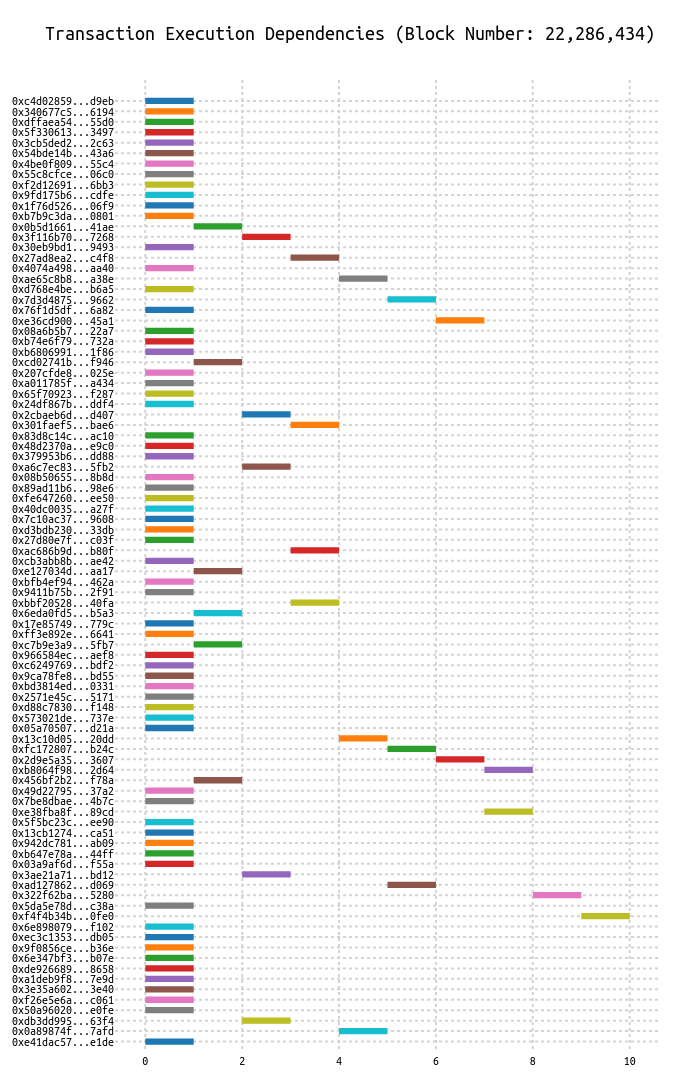 Transaction Execution Dependencies (Block Number: 22,286,434)
0xc4d02859...d9eb
0x340677c5...6194
0xdffaea54...55d0
0x5f330613...3497
0x3cb5ded2...2c63
0x54bde14b...43a6
0x4be0f809...55c4
0x55c8cfce...06c0
0xf2d12691...6bb3
0x9fd175b6...cdfe
0x1f76d526...06f9
0xb7b9c3da...0801
0x0b5d1661...41ae
0x3f116b70...7268
0x30eb9bd1...9493
0x27ad8ea2...c4f8
0x4074a498...aa40
0xae65c8b8...a38e
0xd768e4be...b6a5
0x7d3d4875...9662
0x76f1d5df...6a82
0xe36cd900...45a1
0x08a6b5b7...22a7
0xb74e6f79...732a
0xb6806991...1f86
0xcd02741b...f946
0x207cfde8...025e
0xa011785f...a434
0x65f70923...f287
0x24df867b...ddf4
0x2cbaeb6d...d407
0x301faef5...bae6
0x83d8c14c...ac10
0x48d2370a...e9c0
0x379953b6...dd88
0xa6c7ec83...5fb2
0x08b50655...8b8d
0x89ad11b6...98e6
0xfe647260...ee50
0x40dc0035...a27f
0x7c10ac37...9608
0xd3bdb230...33db
0x27d80e7f...c03f
0xac686b9d...b80f
0xcb3abb8b...ae42
0xe127034d...aa17
0xbfb4ef94...462a
0x9411b75b...2f91
0xbbf20528...40fa
0x6eda0fd5...b5a3
0x17e85749...779c
0xff3e892e...6641
0xc7b9e3a9...5fb7
0x966584ec...aef8
0xc6249769...bdf2
0x9ca78fe8...bd55
0xbd3814ed...0331
0x2571e45c...5171
0xd88c7830...f148
0x573021de...737e
0x05a70507...d21a
0x13c10d05...20dd
0xfc172807...b24c
0x2d9e5a35...3607
0xb8064f98...2d64
0x456bf2b2...f78a
0x49d22795...37a2
0x7be8dbae...4b7c
0xe38fba8f...89cd
0x5f5bc23c...ee90
0x13cb1274...ca51
0x942dc781...ab09
0xb647e78a...44ff
0x03a9af6d...f55a
0x3ae21a71...bd12
0xad127862...d069
0x322f62ba...5280
0x5da5e78d...c38a
0xf4f4b34b...0fe0
0x6e898079...f102
0xec3c1353...db05
0x9f0856ce...b36e
0x6e347bf3...b07e
0xde926689...8658
0xa1deb9f8...7e9d
0x3e35a602...3e40
0xf26e5e6a...c061
0x50a96020...e0fe
0xdb3dd995...63f4
0x0a89874f...7afd
0xe41dac57...e1de
0 2 4 6 8 10